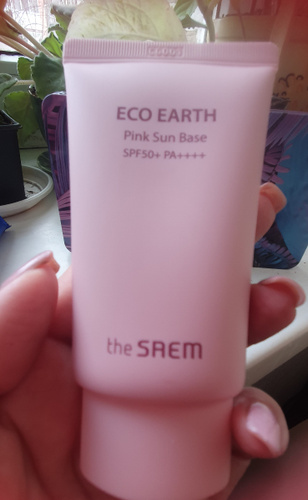 ECO EARTH
Pink Sun Base
SPF50+ PA++++
the SAEM